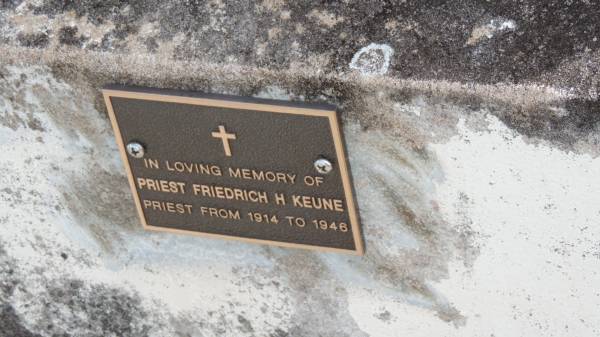 IN LOVING MEMORY OF
PRIEST FRIEDRICH H KEUNE
PRIEST FROM 1914 TO 1946